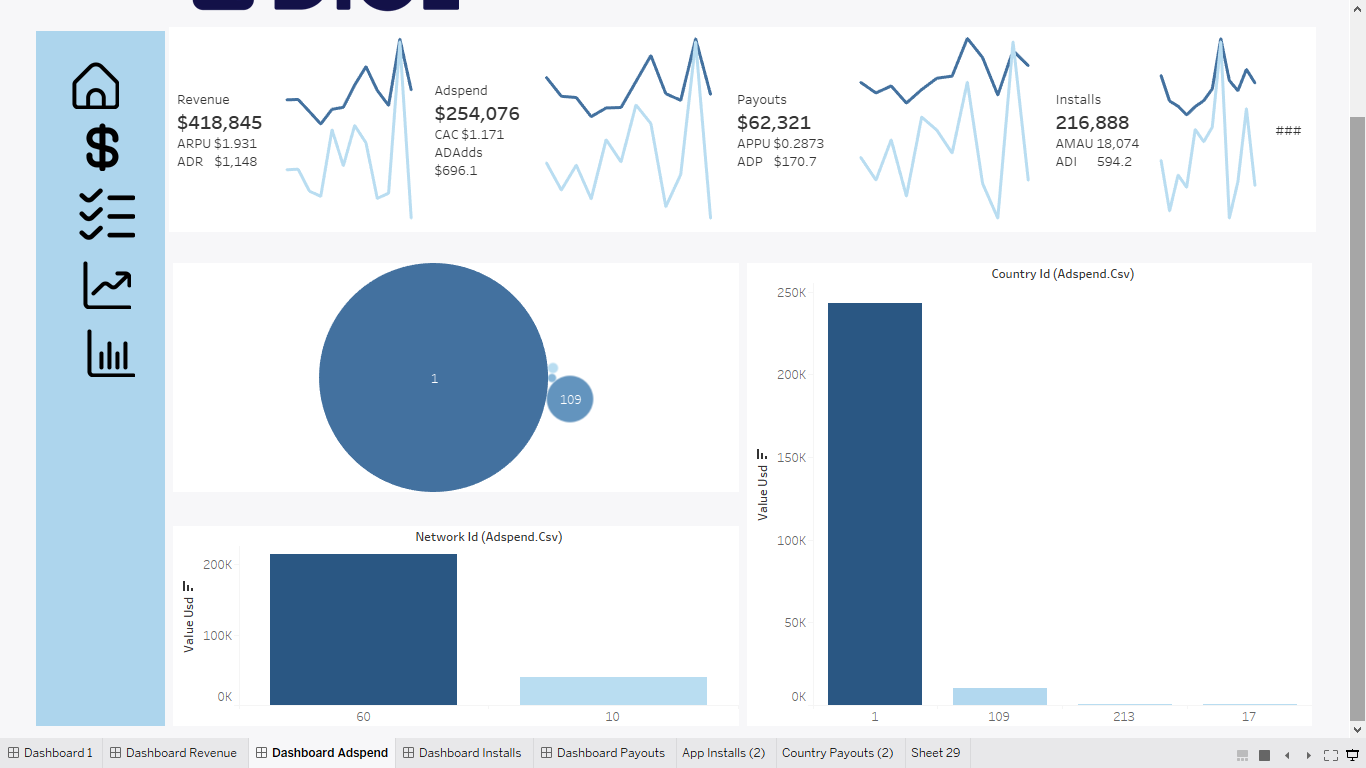 Revenue
$418,845
ARPU $1.931
ADR $1,148
Adspend
$254,076
CAC $1.171
ADAdds
$696.1
Payouts
$62,321
APPU $0.2873
ADP $170.7
Installs
216,888
AMAU 18,074
ADI 594.2
###
1
109
Country Id (Adspend.Csv)
250K
200K
150K
100K
50K
0K
Value Usd
1
109
213
17
Network Id (Adspend.Csv)
200K
100K
0K
Value Usd
60
10
Dashboard 1
Dashboard Revenue
Dashboard Adspend
Dashboard Installs
Dashboard Payouts
App Installs (2)
Country Payouts (2)
Sheet 29